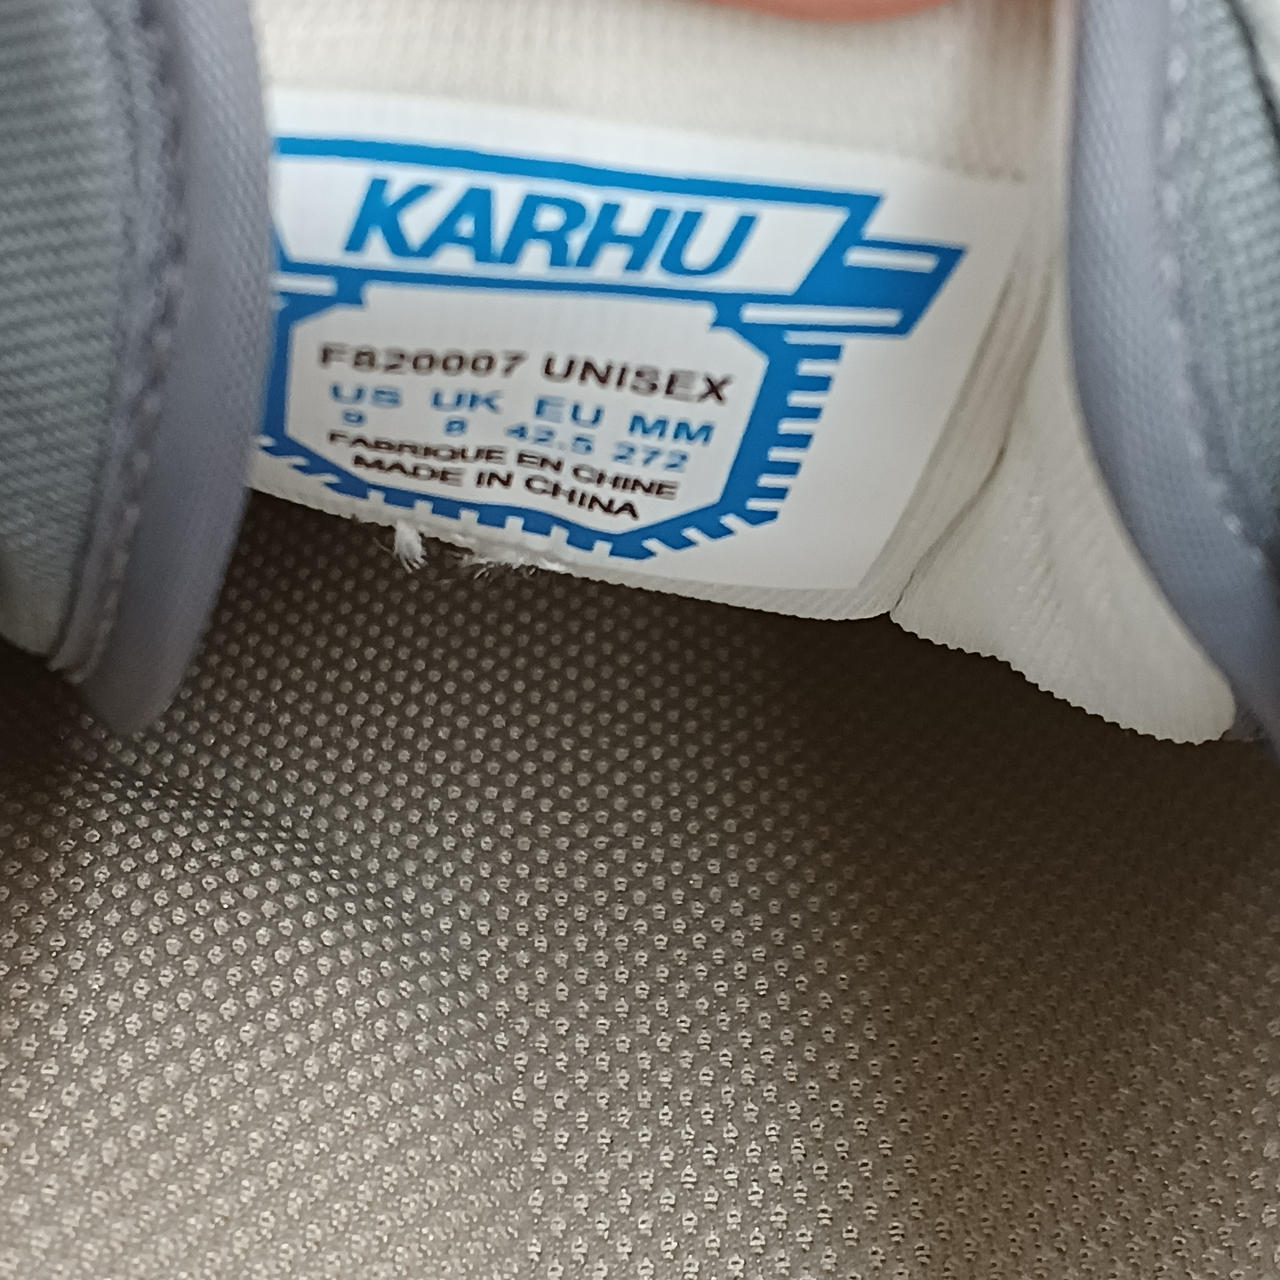 KARHU
F820007 UNISEX
US UK EU MM
9 8 42.5 272
FABRIQUE EN CHINE
MADE IN CHINA